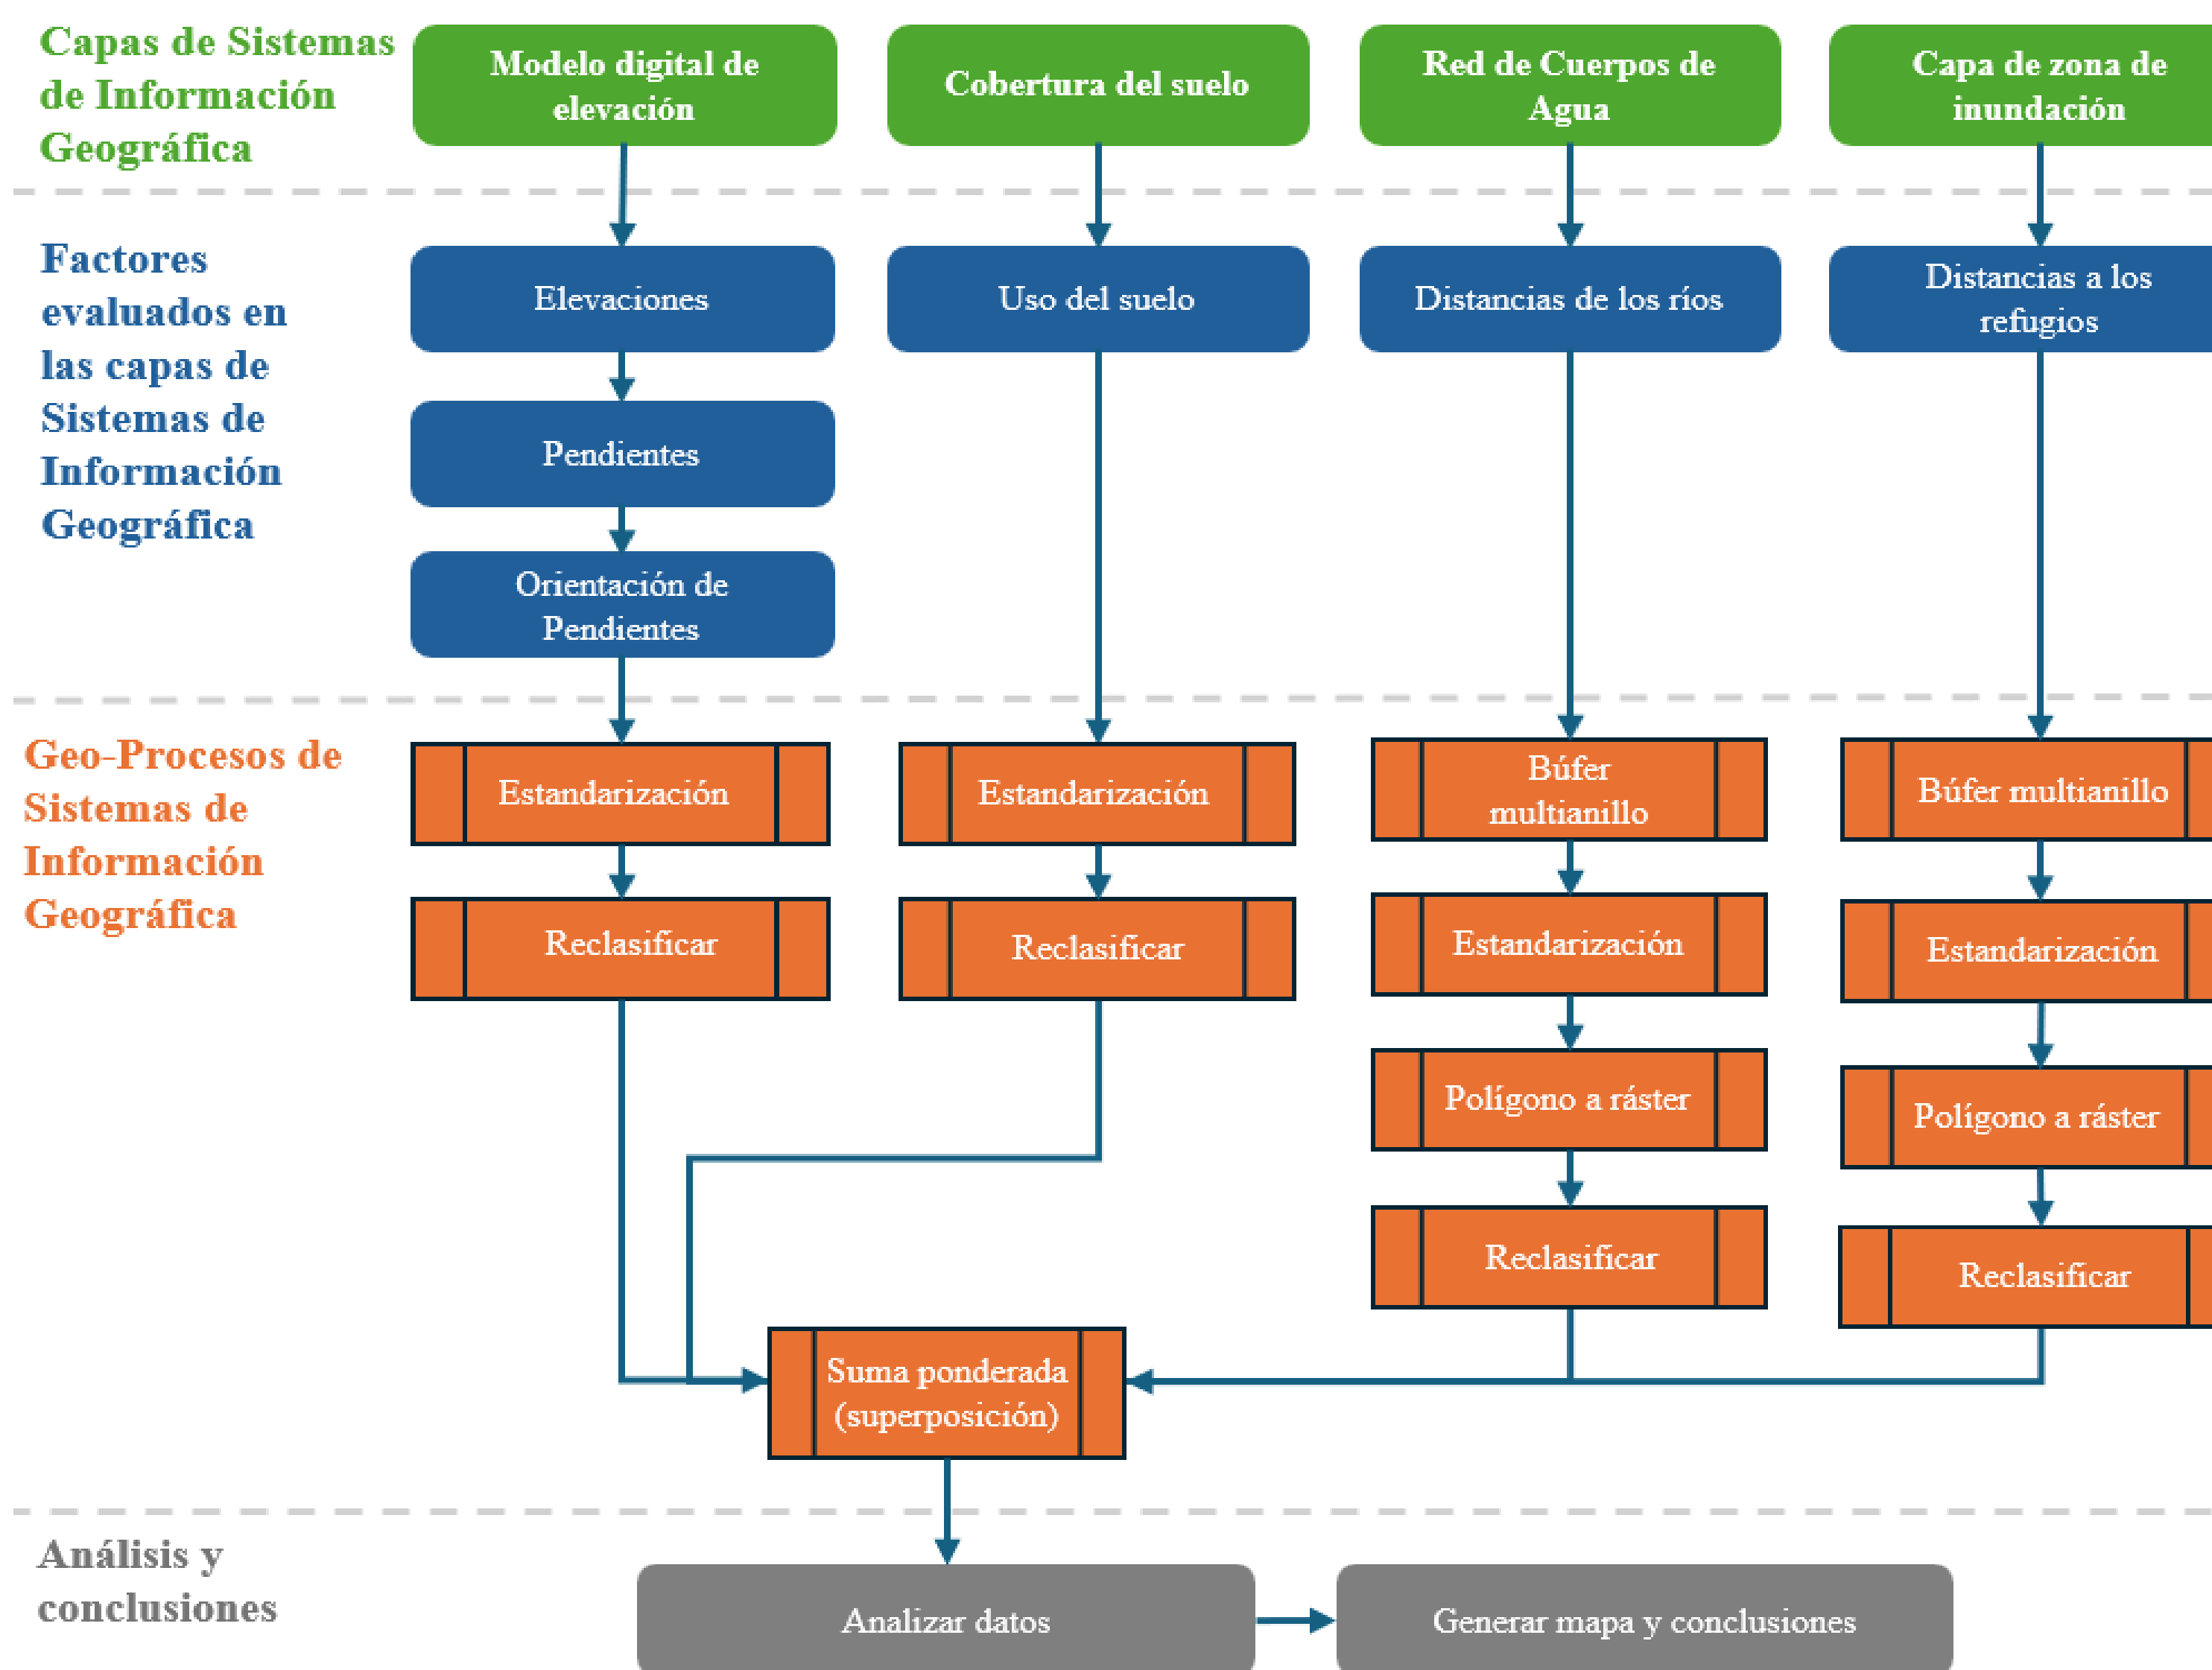 Capas de Sistemas
de Información
Geográfica
Modelo digital de
elevación
Cobertura del suelo
Red de Cuerpos de
Agua
Capa de zona de
inundación
Factores
evaluados en
las capas de
Sistemas de
Información
Geográfica
Elevaciones
Uso del suelo
Distancias de los ríos
Distancias a los
refugios
Pendientes
Orientación de
Pendientes
Geo-Procesos de
Sistemas de
Información
Geográfica
Estandarización
Estandarización
Búfer
multianillo
Búfer multianillo
Reclasificar
Reclasificar
Estandarización
Estandarización
Polígono a ráster
Polígono a ráster
Reclasificar
Reclasificar
Suma ponderada
(superposición)
Análisis y
conclusiones
Analizar datos
Generar mapa y conclusiones